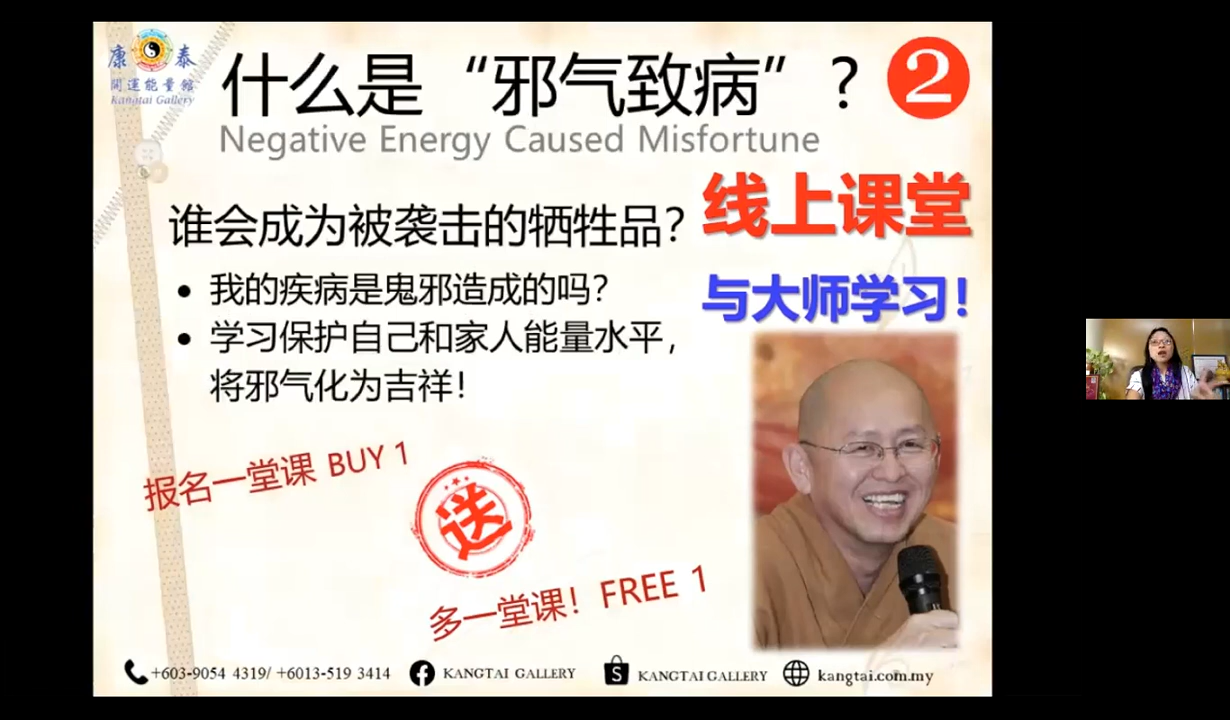 康 泰
開運能量館
Kangtai Gallery
什么是“邪气致病”? 2
Negative Energy Caused Misfortune
线上课堂
与大师学习!
谁会成为被袭击的牺牲品?
• 我的疾病是鬼邪造成的吗?
• 学习保护自己和家人能量水平,
将邪气化为吉祥!
报名一堂课 BUY 1
送
多一堂课! FREE 1
+603-9054 4319/ +6013-519 3414 KANGTAI GALLERY S KANGTAI GALLERY kangtai.com.my